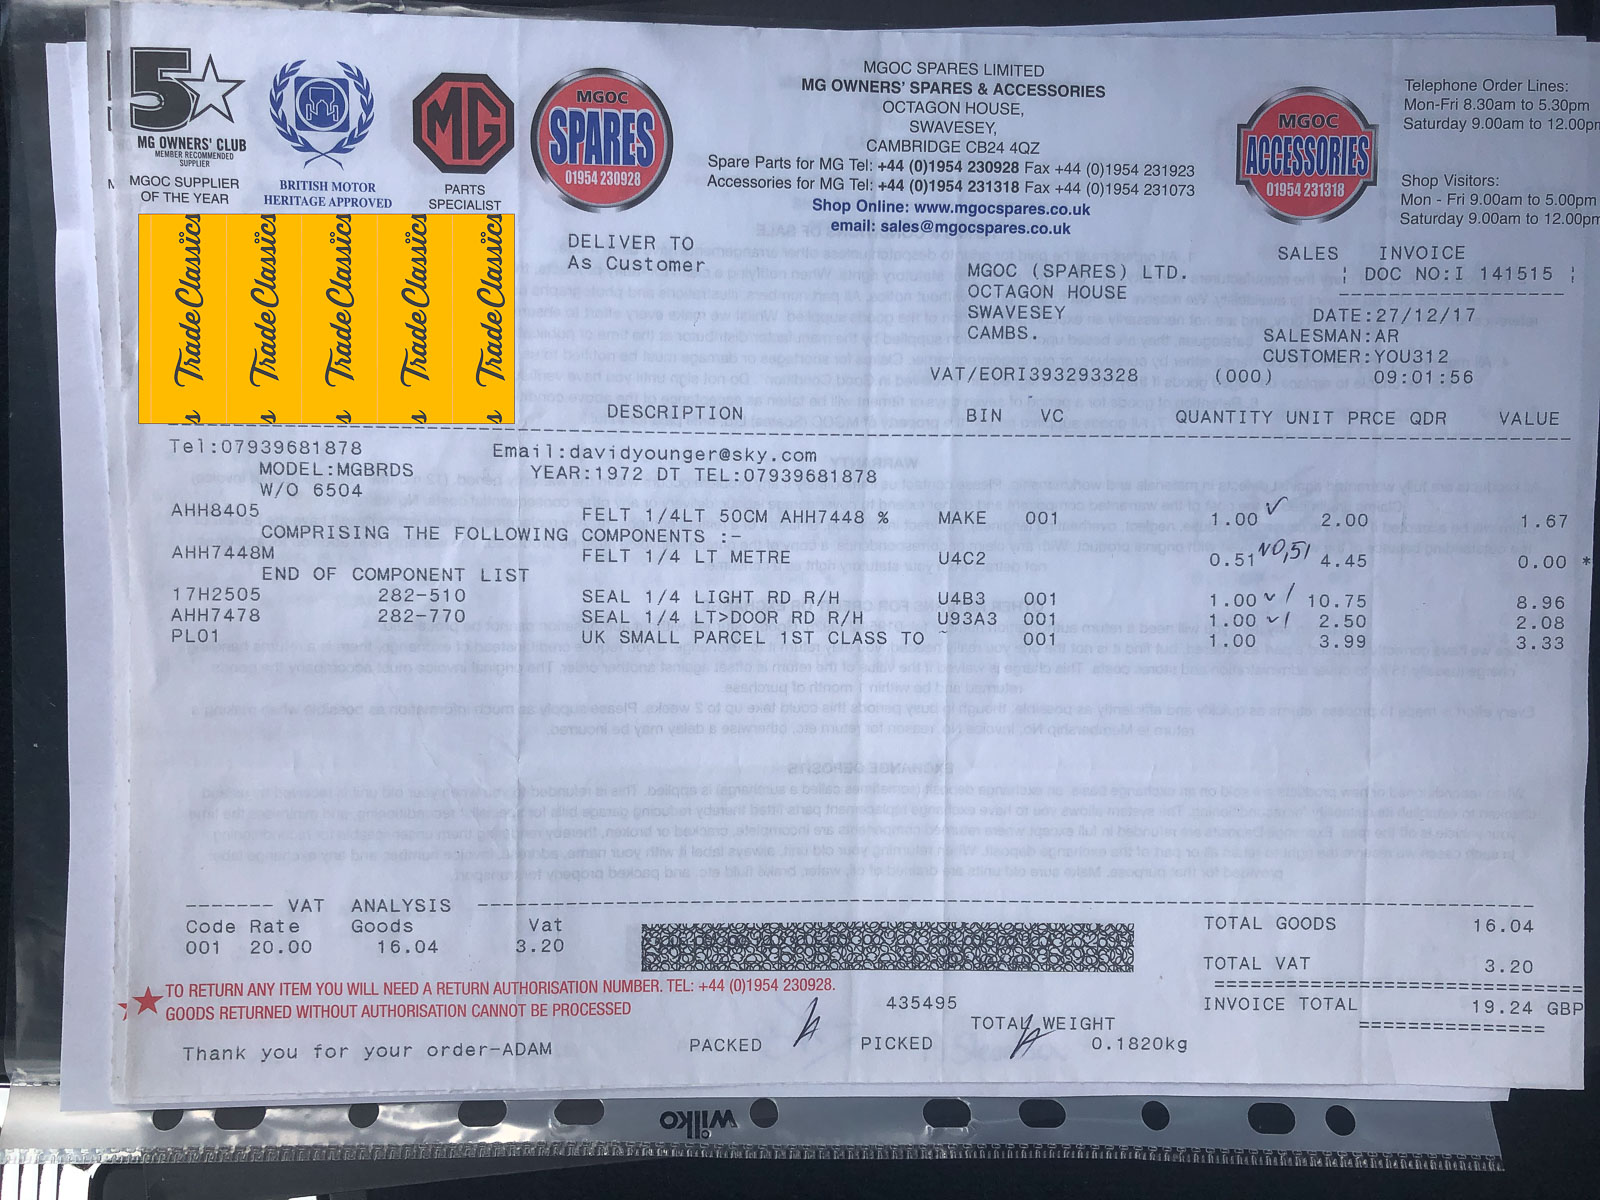 5
MG OWNERS' CLUB
MEMBER RECOMMENDED
SUPPLIER
MGOC SUPPLIER
OF THE YEAR
BRITISH MOTOR
HERITAGE APPROVED
MG
PARTS
SPECIALIST
MGOC
SPARES
01954 230928
MGOC SPARES LIMITED
MG OWNERS' SPARES & ACCESSORIES
OCTAGON HOUSE,
SWAVESEY,
CAMBRIDGE CB24 4QZ
Spare Parts for MG Tel: +44 (0)1954 230928 Fax +44 (0)1954 231923
Accessories for MG Tel: +44 (0)1954 231318 Fax +44 (0)1954 231073
Shop Online: www.mgocspares.co.uk
email: sales@mgocspares.co.uk
MGOC
ACCESSORIES
01954 231318
Telephone Order Lines:
Mon-Fri 8.30am to 5.30pm
Saturday 9.00am to 12.00pm
Shop Visitors:
Mon - Fri 9.00am to 5.00pm
Saturday 9.00am to 12.00pm
TradeClassics TradeClassics TradeClassics TradeClassics TradeClassics
DELIVER TO
As Customer
MGOC (SPARES) LTD.
OCTAGON HOUSE
SWAVESEY
CAMBS.
VAT/EORI393293328 (000)
SALES INVOICE
DOC NO:I 141515
DATE:27/12/17
SALESMAN:AR
CUSTOMER:YOU312
09:01:56
DESCRIPTION BIN VC QUANTITY UNIT PRCE QDR VALUE
Tel:07939681878 Email:davidyounger@sky.com
MODEL:MGBRDS YEAR:1972 DT TEL:07939681878
W/O 6504
AHH8405 FELT 1/4LT 50CM AHH7448 % MAKE 001 1.00 2.00 1.67
COMPRISING THE FOLLOWING COMPONENTS :-
AHH7448M FELT 1/4 LT METRE U4C2 0.51 4.45 0.00 *
END OF COMPONENT LIST
17H2505 282-510 SEAL 1/4 LIGHT RD R/H U4B3 001 1.00 10.75 8.96
AHH7478 282-770 SEAL 1/4 LT>DOOR RD R/H U93A3 001 1.00 2.50 2.08
PL01 UK SMALL PARCEL 1ST CLASS TO ~ 001 1.00 3.99 3.33
VAT ANALYSIS
Code Rate Goods Vat
001 20.00 16.04 3.20
TOTAL GOODS 16.04
TOTAL VAT 3.20
INVOICE TOTAL 19.24 GBP
TO RETURN ANY ITEM YOU WILL NEED A RETURN AUTHORISATION NUMBER. TEL: +44 (0)1954 230928.
GOODS RETURNED WITHOUT AUTHORISATION CANNOT BE PROCESSED
435495
TOTAL WEIGHT
Thank you for your order-ADAM PACKED PICKED 0.1820kg
wilko